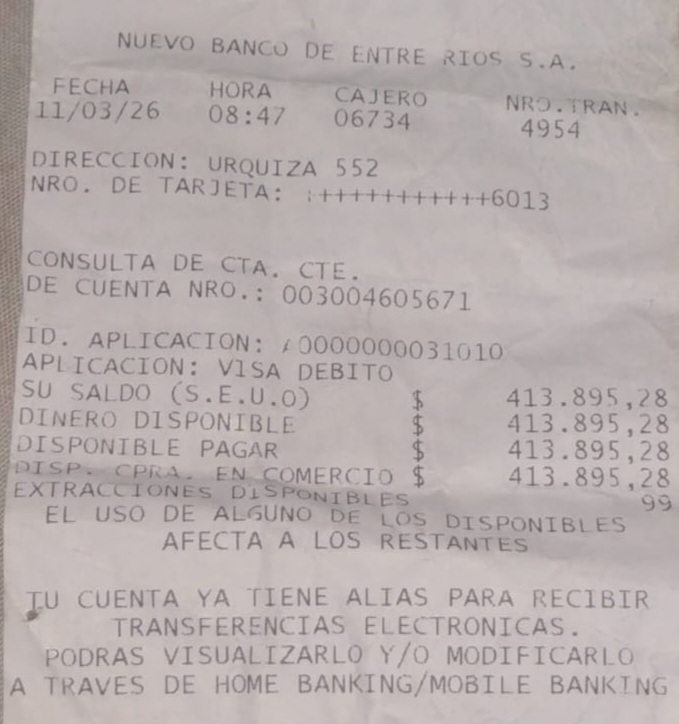 NUEVO BANCO DE ENTRE RIOS S.A.
FECHA HORA CAJERO NRO.TRAN.
11/03/26 08:47 06734 4954
DIRECCION: URQUIZA 552
NRO. DE TARJETA: :+++++++++++6013
CONSULTA DE CTA. CTE.
DE CUENTA NRO.: 003004605671
ID. APLICACION: A0000000031010
APLICACION: VISA DEBITO
SU SALDO (S.E.U.O) $ 413.895,28
DINERO DISPONIBLE $ 413.895,28
DISPONIBLE PAGAR $ 413.895,28
DISP. CPRA. EN COMERCIO $ 413.895,28
EXTRACCIONES DISPONIBLES 99
EL USO DE ALGUNO DE LOS DISPONIBLES
AFECTA A LOS RESTANTES
TU CUENTA YA TIENE ALIAS PARA RECIBIR
TRANSFERENCIAS ELECTRONICAS.
PODRAS VISUALIZARLO Y/O MODIFICARLO
A TRAVES DE HOME BANKING/MOBILE BANKING